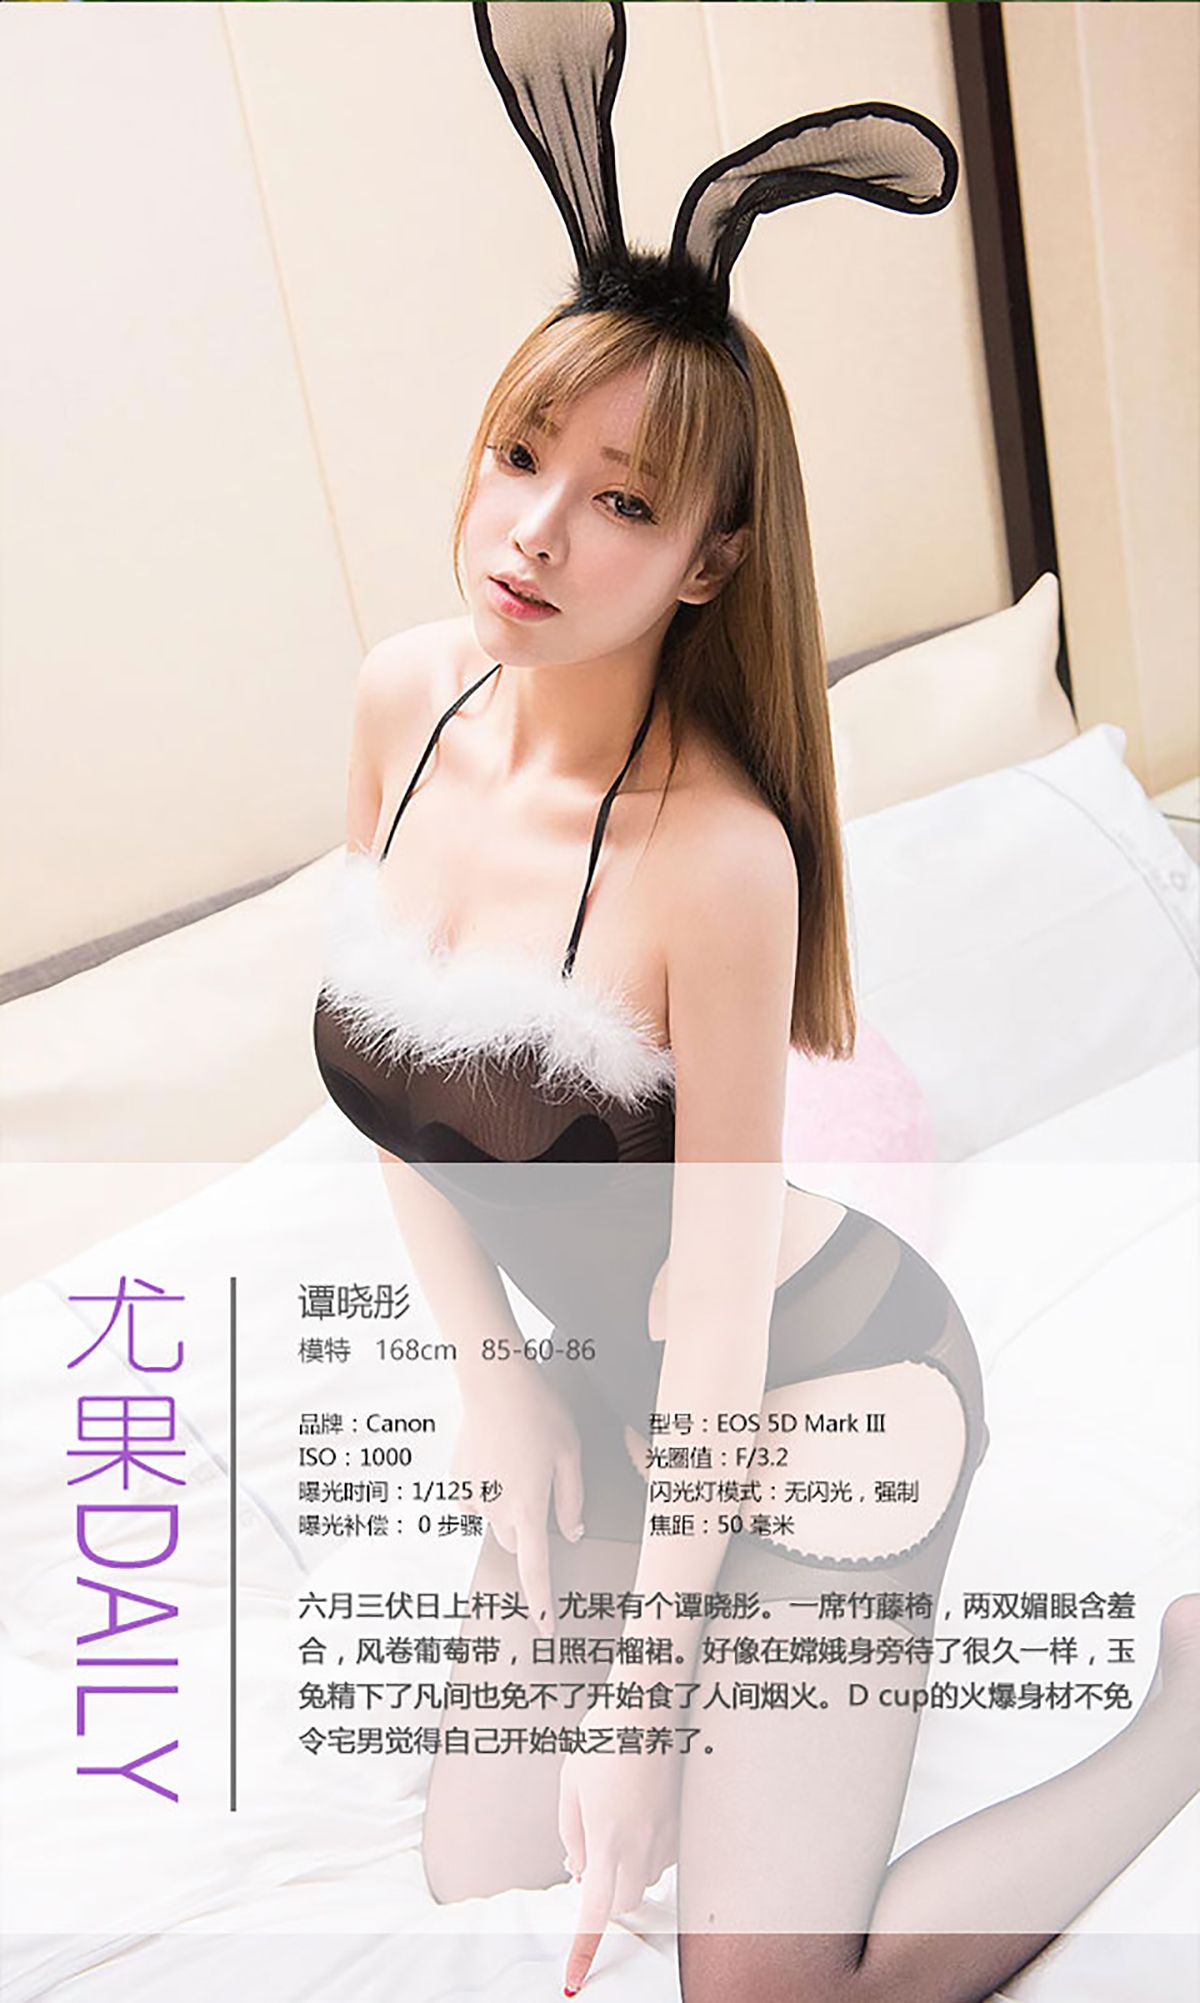 尤果DAILY
谭晓彤
模特 168cm 85-60-86
品牌：Canon 型号：EOS 5D Mark III
ISO：1000 光圈值：F/3.2
曝光时间：1/125 秒 闪光灯模式：无闪光，强制
曝光补偿： 0 步骤 焦距：50 毫米
六月三伏日上杆头，尤果有个谭晓彤。一席竹藤椅，两双媚眼含羞
合，风卷葡萄带，日照石榴裙。好像在嫦娥身旁待了很久一样，玉
兔精下了凡间也免不了开始食了人间烟火。D cup的火爆身材不免
令宅男觉得自己开始缺乏营养了。